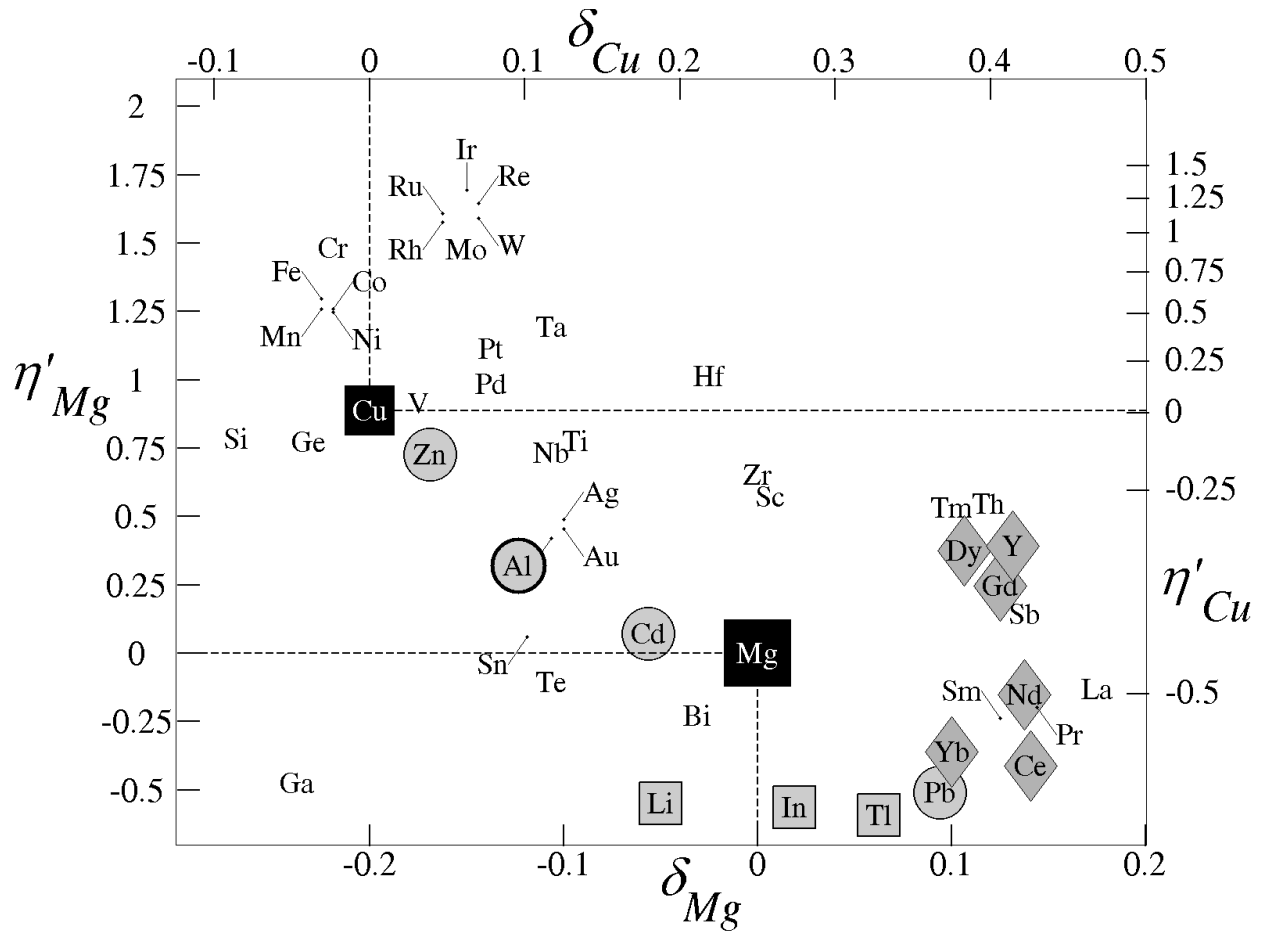 δCu
-0.1 0 0.1 0.2 0.3 0.4 0.5
2
Ir
1.75 Ru Re 1.5
1.25
1.5 Cr Rh Mo W 1
Fe Co 0.75
1.25 Mn Ni Ta 0.5
Pt
η'Mg 1 Pd Hf 0.25
Cu V 0
0.75 Si Ge Zn Nb Ti
Zr -0.25
0.5 Ag Sc Tm Th
Al Au Dy Y
0.25 Gd η'Cu
Cd Sb
0 Sn Mg
Te Sm Nd La -0.5
-0.25 Bi Pr
Yb Ce
-0.5 Ga Li In Tl Pb
-0.2 -0.1 0 0.1 0.2
δMg